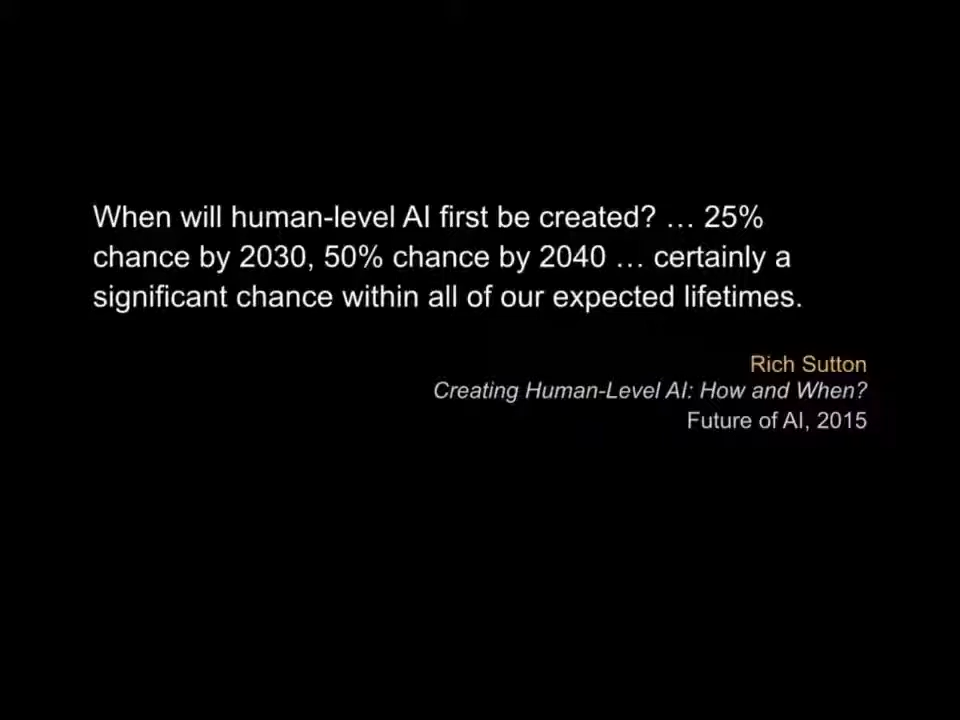 When will human-level AI first be created? … 25%
chance by 2030, 50% chance by 2040 … certainly a
significant chance within all of our expected lifetimes.
Rich Sutton
Creating Human-Level AI: How and When?
Future of AI, 2015